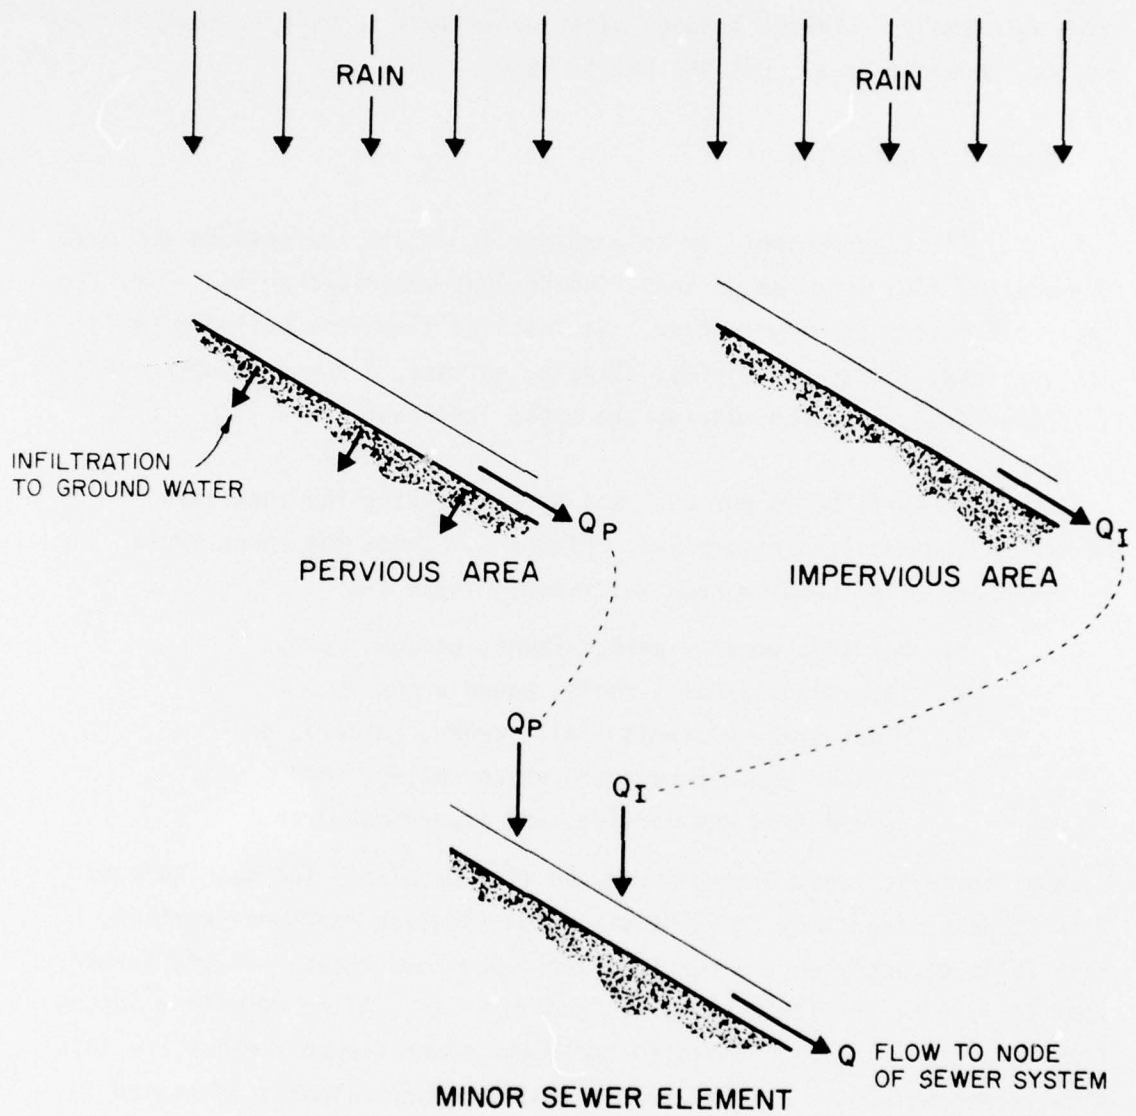 RAIN
RAIN
INFILTRATION
TO GROUND WATER
QP
QI
PERVIOUS AREA
IMPERVIOUS AREA
QP
QI
Q FLOW TO NODE
OF SEWER SYSTEM
MINOR SEWER ELEMENT